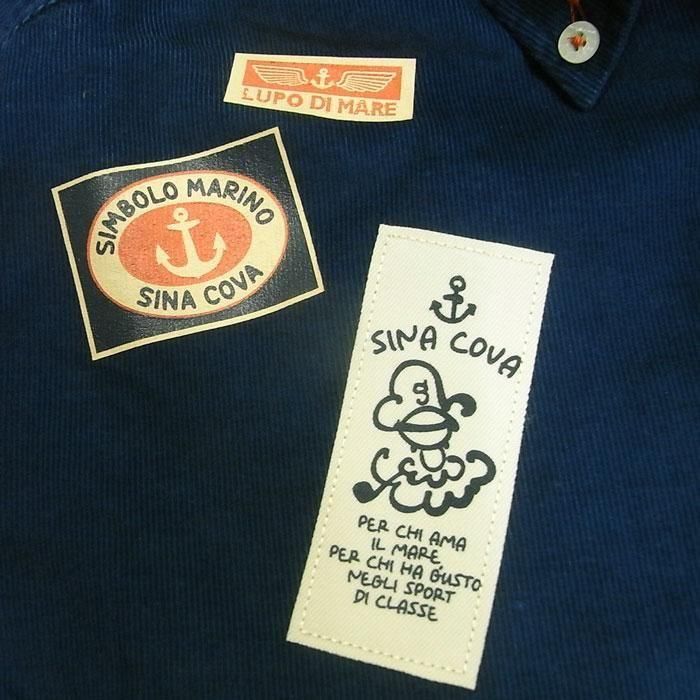 LUPO DI MARE
SIMBOLO MARINO
SINA COVA
SINA COVA
S
PER CHI AMA
IL MARE
PER CHI HA GUSTO
NEGLI SPORT
DI CLASSE